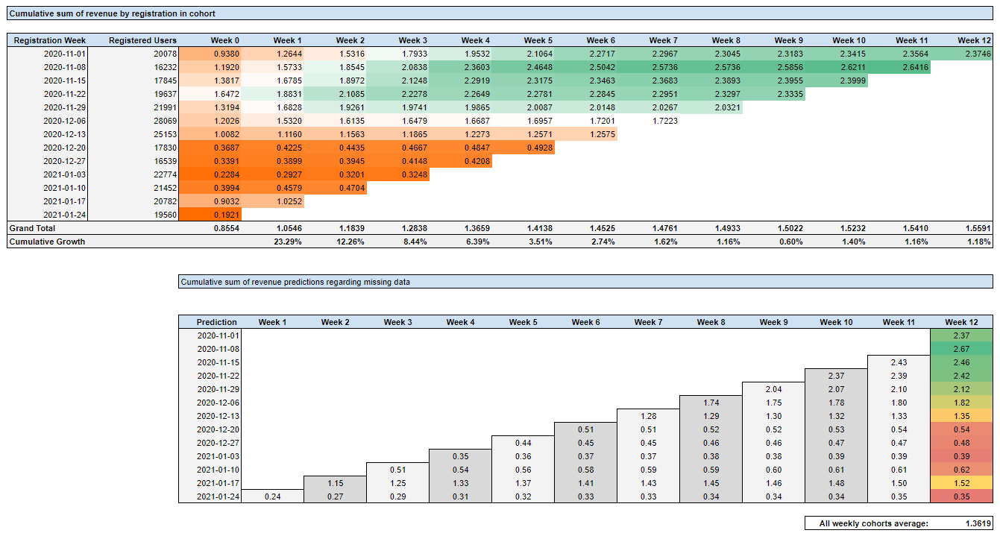 Cumulative sum of revenue by registration in cohort
Registration Week Registered Users Week 0 Week 1 Week 2 Week 3 Week 4 Week 5 Week 6 Week 7 Week 8 Week 9 Week 10 Week 11 Week 12
2020-11-01 20078 0.9380 1.2644 1.5316 1.7933 1.9532 2.1064 2.2717 2.2967 2.3045 2.3183 2.3415 2.3564 2.3746
2020-11-08 16232 1.1920 1.5733 1.8545 2.0838 2.3603 2.4648 2.5042 2.5736 2.5736 2.5856 2.6211 2.6416
2020-11-15 17845 1.3817 1.6785 1.8972 2.1248 2.2919 2.3175 2.3463 2.3683 2.3893 2.3955 2.3999
2020-11-22 19637 1.6472 1.8831 2.1085 2.2278 2.2649 2.2781 2.2845 2.2951 2.3297 2.3335
2020-11-29 21991 1.3194 1.6828 1.9261 1.9741 1.9865 2.0087 2.0148 2.0267 2.0321
2020-12-06 28069 1.2026 1.5320 1.6135 1.6479 1.6687 1.6957 1.7201 1.7223
2020-12-13 25153 1.0082 1.1160 1.1563 1.1865 1.2273 1.2571 1.2575
2020-12-20 17830 0.3687 0.4225 0.4435 0.4667 0.4847 0.4928
2020-12-27 16539 0.3391 0.3899 0.3945 0.4148 0.4208
2021-01-03 22774 0.2284 0.2927 0.3201 0.3248
2021-01-10 21452 0.3994 0.4579 0.4704
2021-01-17 20782 0.9032 1.0252
2021-01-24 19560 0.1921
Grand Total 0.8554 1.0546 1.1839 1.2838 1.3659 1.4138 1.4525 1.4761 1.4933 1.5022 1.5232 1.5410 1.5591
Cumulative Growth 23.29% 12.26% 8.44% 6.39% 3.51% 2.74% 1.62% 1.16% 0.60% 1.40% 1.16% 1.18%
Cumulative sum of revenue predictions regarding missing data
Prediction Week 1 Week 2 Week 3 Week 4 Week 5 Week 6 Week 7 Week 8 Week 9 Week 10 Week 11 Week 12
2020-11-01 2.37
2020-11-08 2.67
2020-11-15 2.43 2.46
2020-11-22 2.37 2.39 2.42
2020-11-29 2.04 2.07 2.10 2.12
2020-12-06 1.74 1.75 1.78 1.80 1.82
2020-12-13 1.28 1.29 1.30 1.32 1.33 1.35
2020-12-20 0.51 0.51 0.52 0.52 0.53 0.54 0.54
2020-12-27 0.44 0.45 0.45 0.46 0.46 0.47 0.47 0.48
2021-01-03 0.35 0.36 0.37 0.37 0.38 0.38 0.39 0.39 0.39
2021-01-10 0.51 0.54 0.56 0.58 0.59 0.59 0.60 0.61 0.61 0.62
2021-01-17 1.15 1.25 1.33 1.37 1.41 1.43 1.45 1.46 1.48 1.50 1.52
2021-01-24 0.24 0.27 0.29 0.31 0.32 0.33 0.33 0.34 0.34 0.34 0.35 0.35
All weekly cohorts average: 1.3619